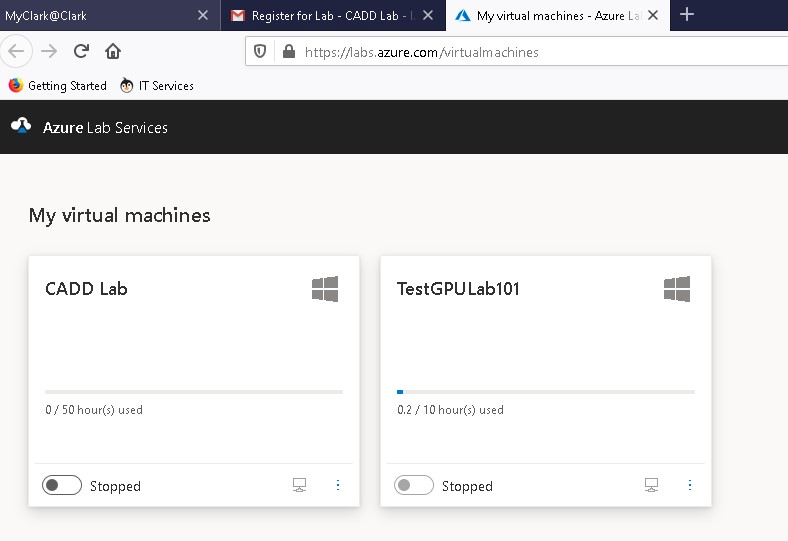 MyClark@Clark
Register for Lab - CADD Lab -
My virtual machines - Azure La
https://labs.azure.com/virtualmachines
Getting Started
IT Services
Azure Lab Services
My virtual machines
CADD Lab
0 / 50 hour(s) used
Stopped
TestGPULab101
0.2 / 10 hour(s) used
Stopped